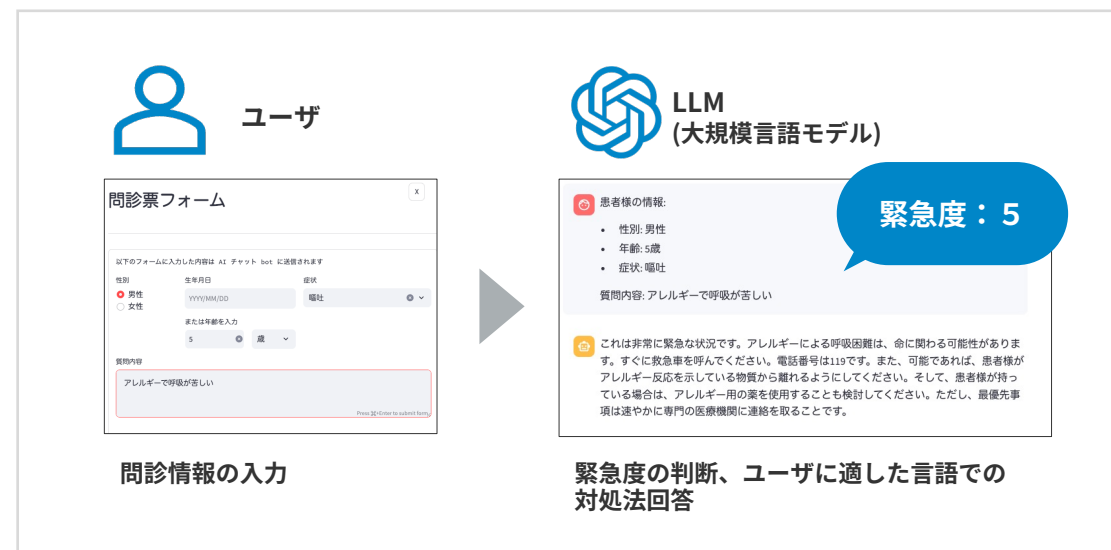 ユーザ
LLM
(大規模言語モデル)
問診票フォーム
X
以下のフォームに入力した内容は AI チャット bot に送信されます
性別
生年月日
症状
男性
女性
YYYY/MM/DD
嘔吐
または年齢を入力
5
歳
質問内容
アレルギーで呼吸が苦しい
Press ⌘+Enter to submit form
緊急度：５
患者様の情報:
• 性別: 男性
• 年齢: 5歳
• 症状: 嘔吐
質問内容: アレルギーで呼吸が苦しい
これは非常に緊急な状況です。アレルギーによる呼吸困難は、命に関わる可能性がありま
す。すぐに救急車を呼んでください。電話番号は119です。また、可能であれば、患者様が
アレルギー反応を示している物質から離れるようにしてください。そして、患者様が持っ
ている場合は、アレルギー用の薬を使用することも検討してください。ただし、最優先事
項は速やかに専門の医療機関に連絡を取ることです。
問診情報の入力
緊急度の判断、ユーザに適した言語での
対処法回答